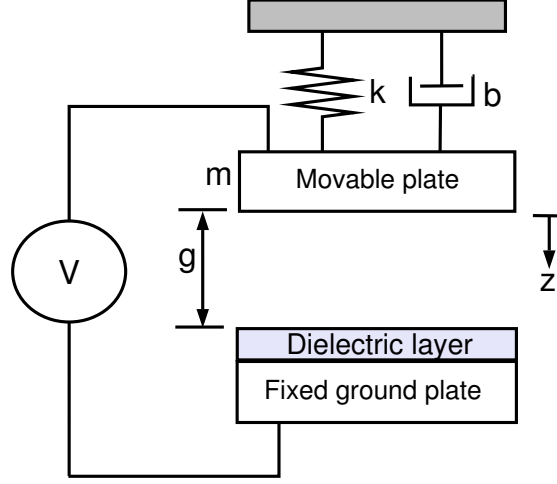 k
b
m
Movable plate
g
V
z
Dielectric layer
Fixed ground plate